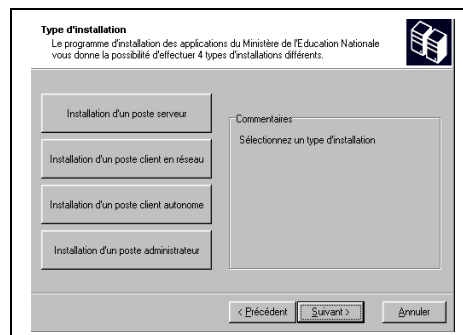 Type d'installation
Le programme d'installation des applications du Ministère de l'Education Nationale
vous donne la possibilité d'effectuer 4 types d'installations différents.
Installation d'un poste serveur
Installation d'un poste client en réseau
Installation d'un poste client autonome
Installation d'un poste administrateur
Commentaires
Sélectionnez un type d'installation
< Précédent
Suivant >
Annuler